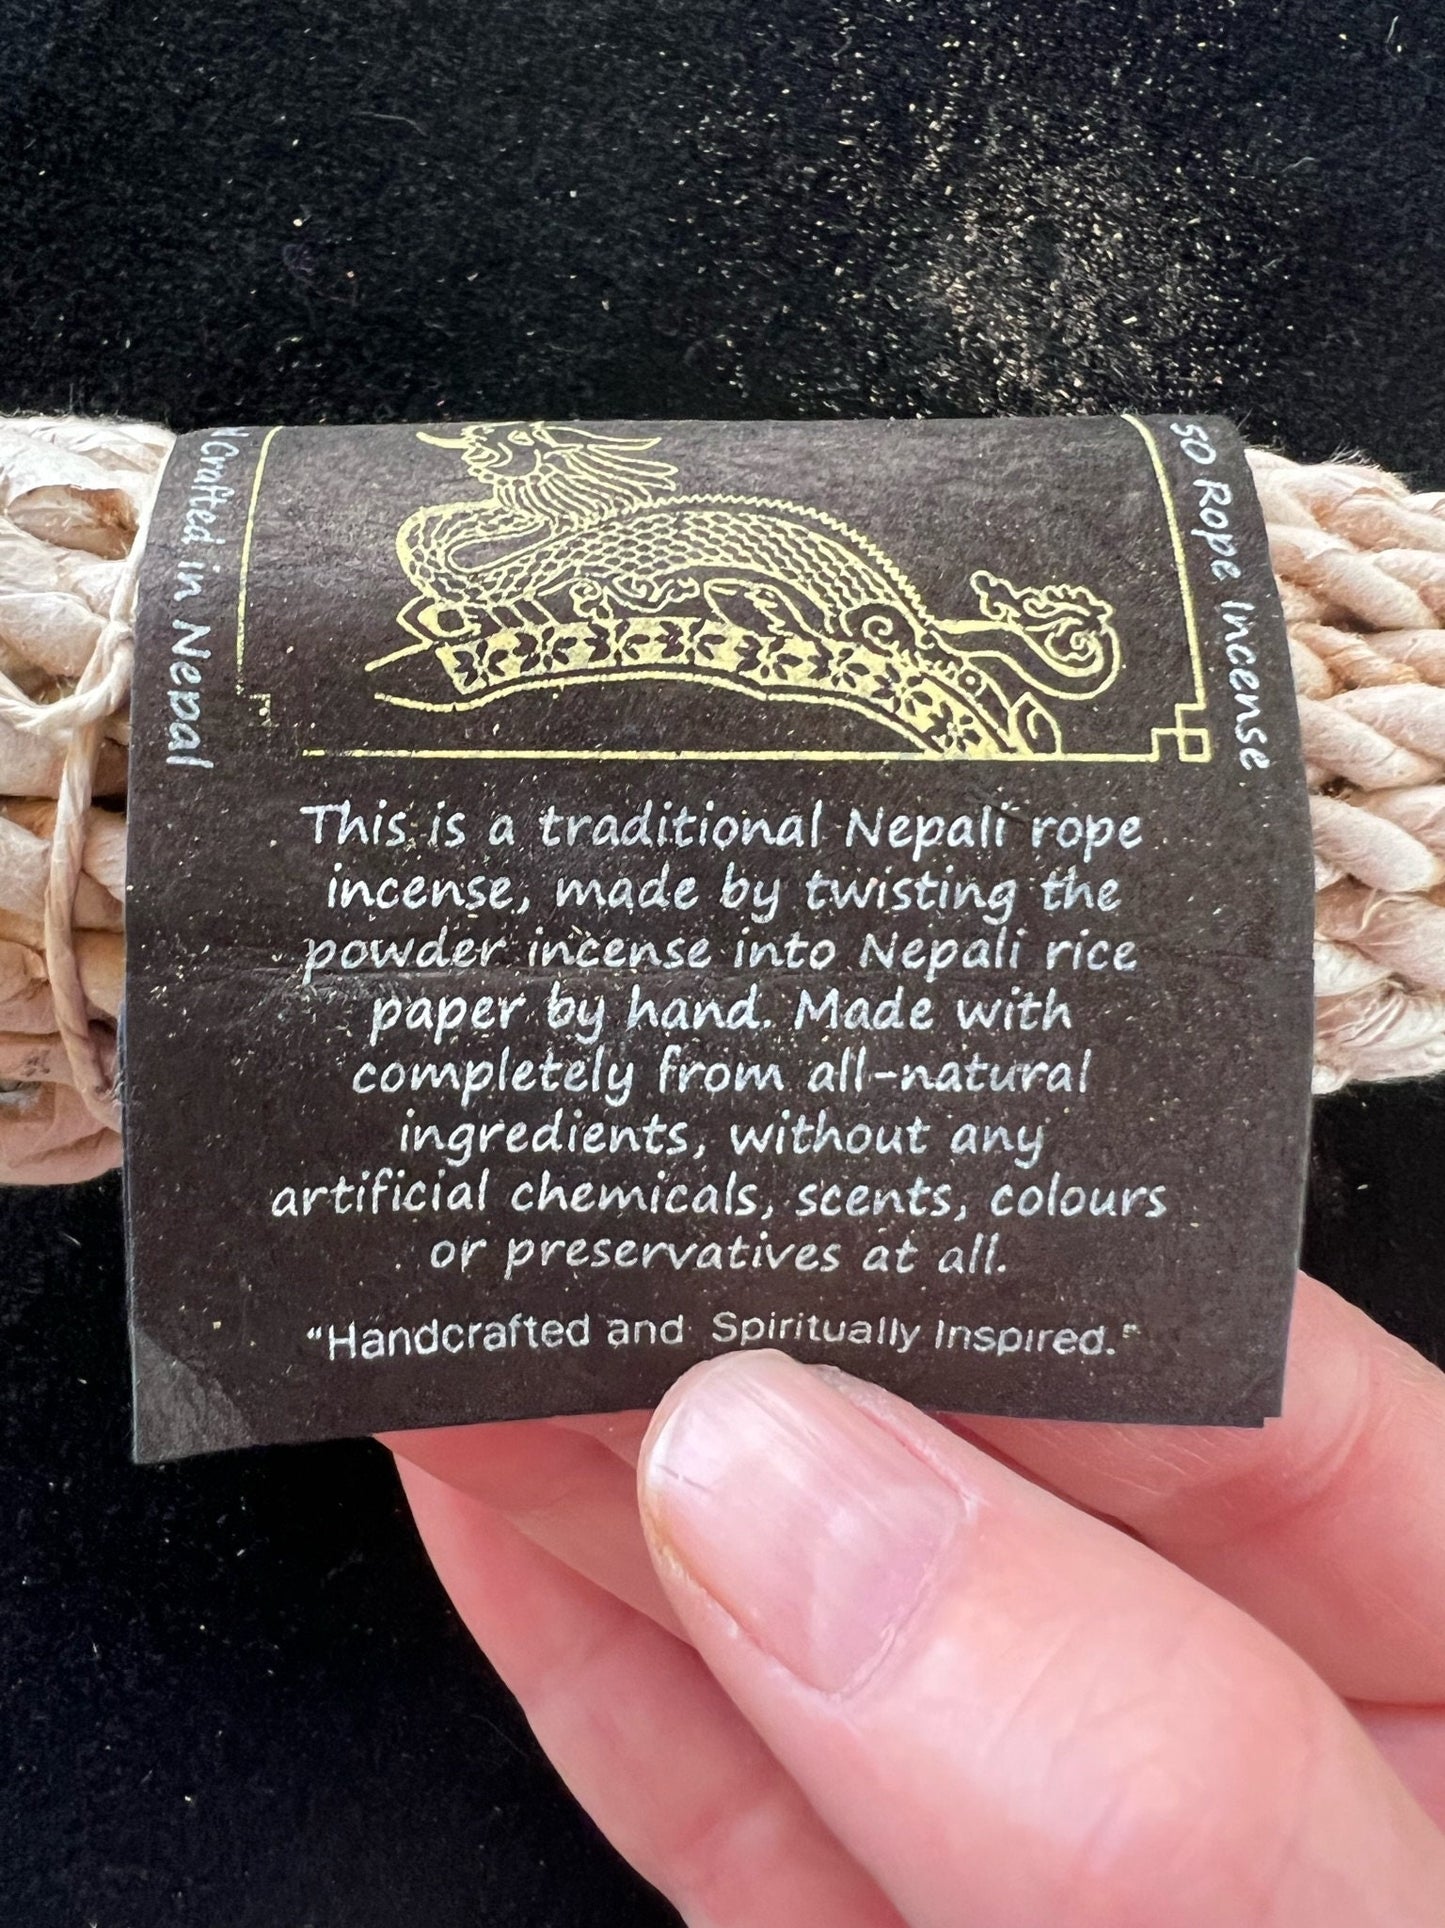 Crafted in Nepal
50 Rope Incense
This is a traditional Nepali rope
incense, made by twisting the
powder incense into Nepali rice
paper by hand. Made with
completely from all-natural
ingredients, without any
artificial chemicals, scents, colours
or preservatives at all.
"Handcrafted and Spiritually Inspired."